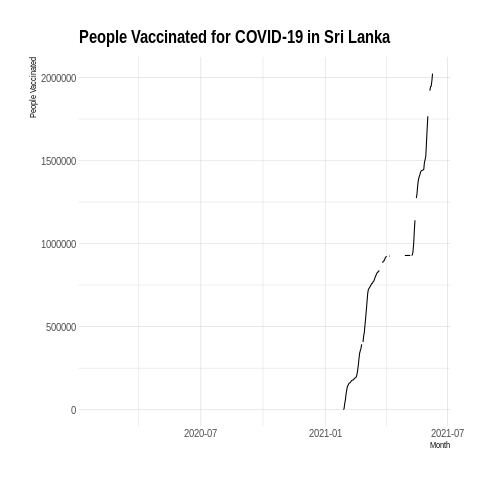 People Vaccinated for COVID-19 in Sri Lanka
People Vaccinated
2000000
1500000
1000000
500000
0
2020-07
2021-01
2021-07
Month